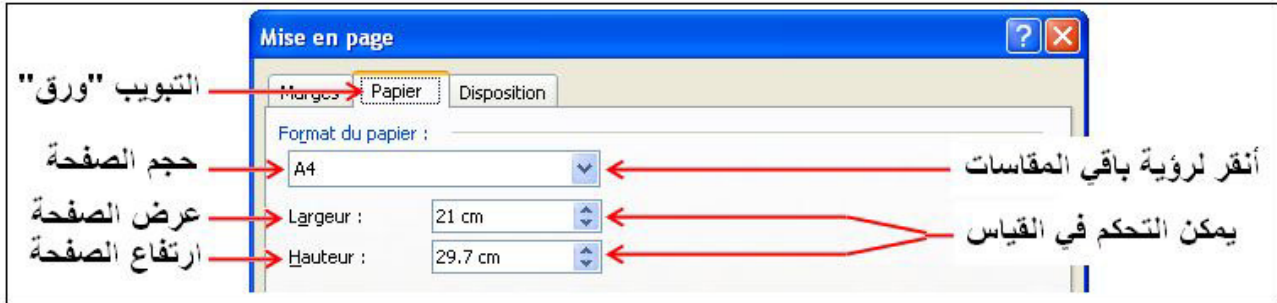 Mise en page
التبويب "ورق"
Marges Papier Disposition
Format du papier :
حجم الصفحة
A4
أنقر لرؤية باقي المقاسات
عرض الصفحة
Largeur : 21 cm
يمكن التحكم في القياس
ارتفاع الصفحة
Hauteur : 29.7 cm